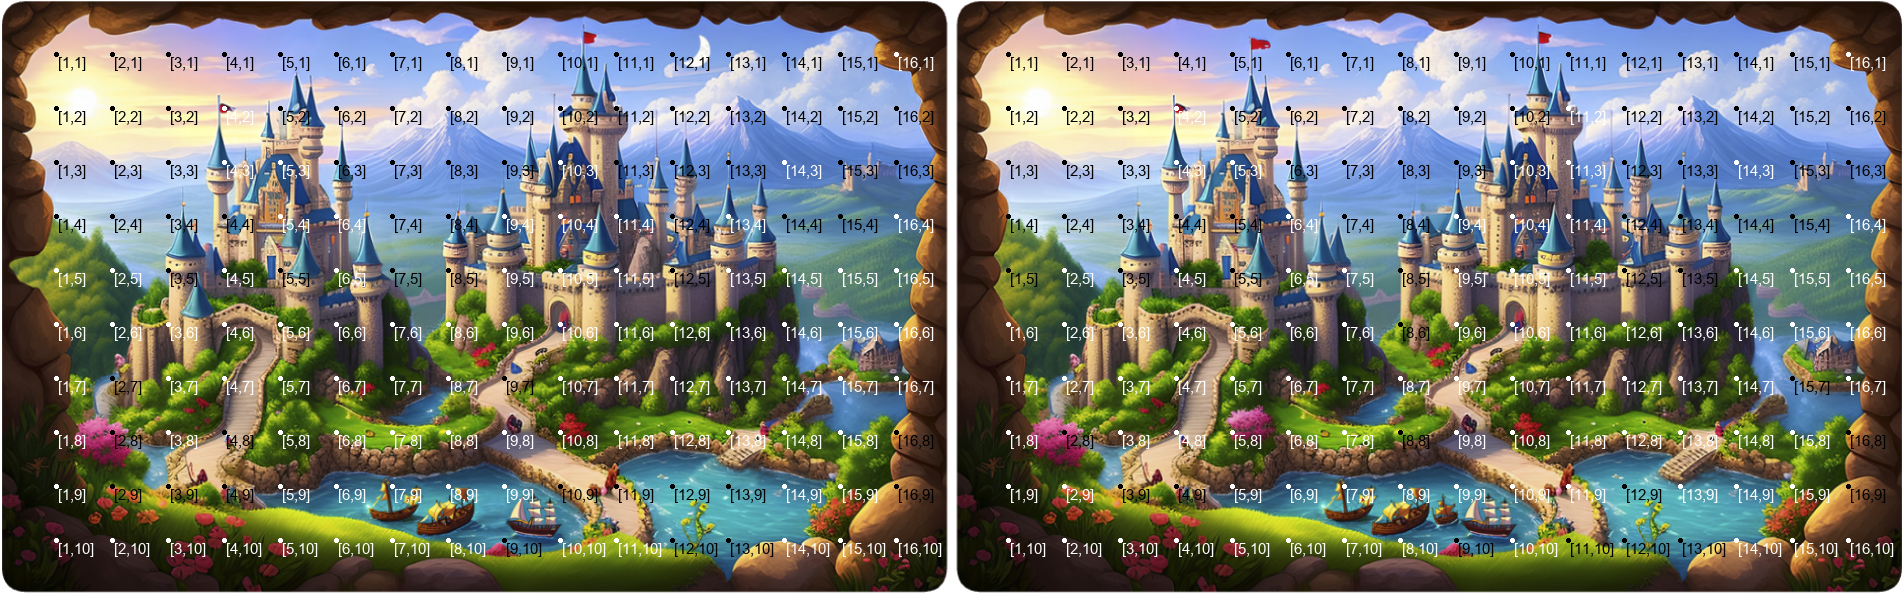 [1,1] [2,1] [3,1] [4,1] [5,1] [6,1] [7,1] [8,1] [9,1] [10,1] [11,1] [12,1] [13,1] [14,1] [15,1] [16,1] [1,1] [2,1] [3,1] [4,1] [5,1] [6,1] [7,1] [8,1] [9,1] [10,1] [11,1] [12,1] [13,1] [14,1] [15,1] [16,1]
[1,2] [2,2] [3,2] [4,2] [5,2] [6,2] [7,2] [8,2] [9,2] [10,2] [11,2] [12,2] [13,2] [14,2] [15,2] [16,2] [1,2] [2,2] [3,2] [4,2] [5,2] [6,2] [7,2] [8,2] [9,2] [10,2] [11,2] [12,2] [13,2] [14,2] [15,2] [16,2]
[1,3] [2,3] [3,3] [4,3] [5,3] [6,3] [7,3] [8,3] [9,3] [10,3] [11,3] [12,3] [13,3] [14,3] [15,3] [16,3] [1,3] [2,3] [3,3] [4,3] [5,3] [6,3] [7,3] [8,3] [9,3] [10,3] [11,3] [12,3] [13,3] [14,3] [15,3] [16,3]
[1,4] [2,4] [3,4] [4,4] [5,4] [6,4] [7,4] [8,4] [9,4] [10,4] [11,4] [12,4] [13,4] [14,4] [15,4] [16,4] [1,4] [2,4] [3,4] [4,4] [5,4] [6,4] [7,4] [8,4] [9,4] [10,4] [11,4] [12,4] [13,4] [14,4] [15,4] [16,4]
[1,5] [2,5] [3,5] [4,5] [5,5] [6,5] [7,5] [8,5] [9,5] [10,5] [11,5] [12,5] [13,5] [14,5] [15,5] [16,5] [1,5] [2,5] [3,5] [4,5] [5,5] [6,5] [7,5] [8,5] [9,5] [10,5] [11,5] [12,5] [13,5] [14,5] [15,5] [16,5]
[1,6] [2,6] [3,6] [4,6] [5,6] [6,6] [7,6] [8,6] [9,6] [10,6] [11,6] [12,6] [13,6] [14,6] [15,6] [16,6] [1,6] [2,6] [3,6] [4,6] [5,6] [6,6] [7,6] [8,6] [9,6] [10,6] [11,6] [12,6] [13,6] [14,6] [15,6] [16,6]
[1,7] [2,7] [3,7] [4,7] [5,7] [6,7] [7,7] [8,7] [9,7] [10,7] [11,7] [12,7] [13,7] [14,7] [15,7] [16,7] [1,7] [2,7] [3,7] [4,7] [5,7] [6,7] [7,7] [8,7] [9,7] [10,7] [11,7] [12,7] [13,7] [14,7] [15,7] [16,7]
[1,8] [2,8] [3,8] [4,8] [5,8] [6,8] [7,8] [8,8] [9,8] [10,8] [11,8] [12,8] [13,8] [14,8] [15,8] [16,8] [1,8] [2,8] [3,8] [4,8] [5,8] [6,8] [7,8] [8,8] [9,8] [10,8] [11,8] [12,8] [13,8] [14,8] [15,8] [16,8]
[1,9] [2,9] [3,9] [4,9] [5,9] [6,9] [7,9] [8,9] [9,9] [10,9] [11,9] [12,9] [13,9] [14,9] [15,9] [16,9] [1,9] [2,9] [3,9] [4,9] [5,9] [6,9] [7,9] [8,9] [9,9] [10,9] [11,9] [12,9] [13,9] [14,9] [15,9] [16,9]
[1,10] [2,10] [3,10] [4,10] [5,10] [6,10] [7,10] [8,10] [9,10] [10,10] [11,10] [12,10] [13,10] [14,10] [15,10] [16,10] [1,10] [2,10] [3,10] [4,10] [5,10] [6,10] [7,10] [8,10] [9,10] [10,10] [11,10] [12,10] [13,10] [14,10] [15,10] [16,10]